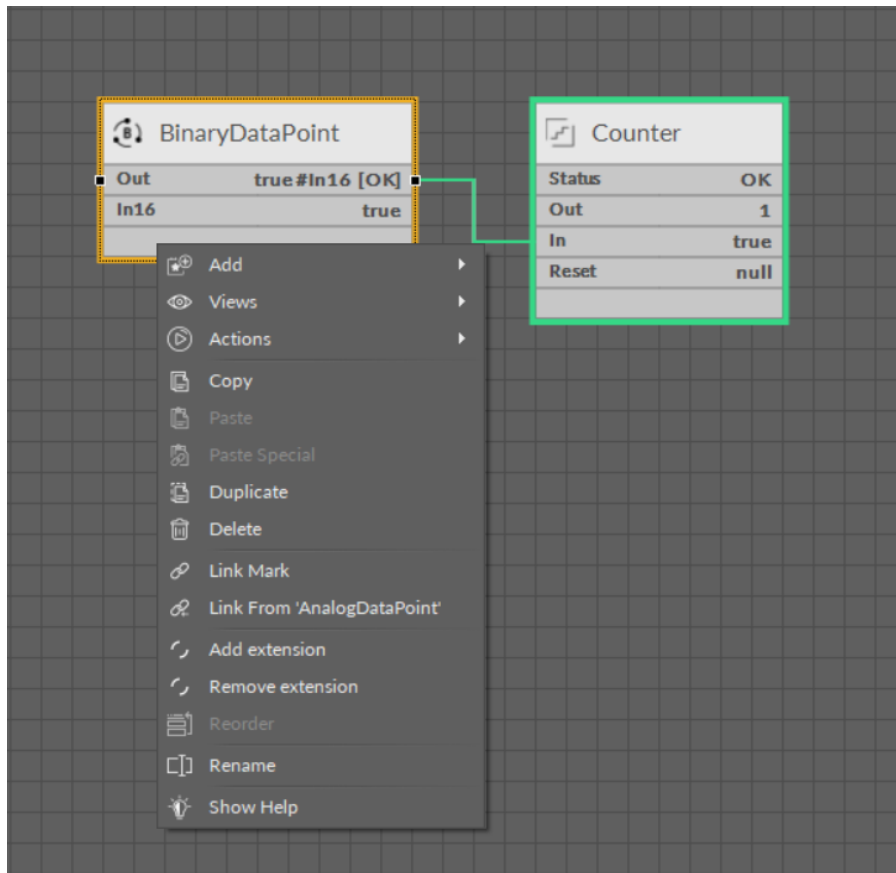 BinaryDataPoint
Out true#In16 [OK]
In16 true
Counter
Status OK
Out 1
In true
Reset null
Add
Views
Actions
Copy
Paste
Paste Special
Duplicate
Delete
Link Mark
Link From 'AnalogDataPoint'
Add extension
Remove extension
Reorder
Rename
Show Help